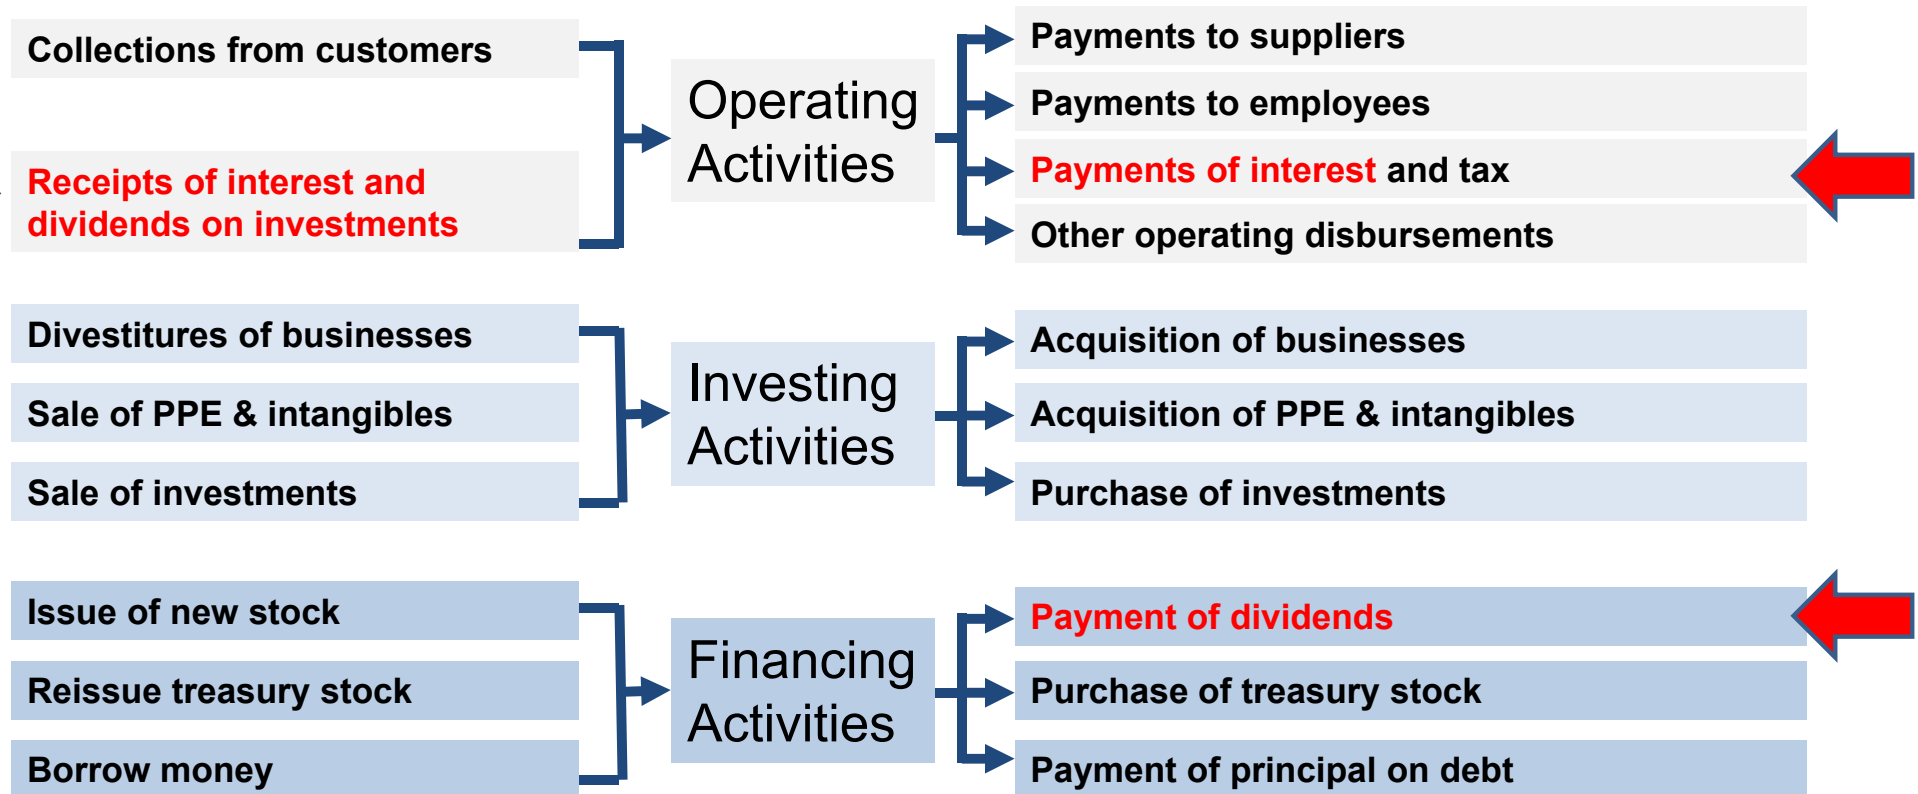 Collections from customers
Receipts of interest and
dividends on investments
Operating
Activities
Payments to suppliers
Payments to employees
Payments of interest and tax
Other operating disbursements
Divestitures of businesses
Sale of PPE & intangibles
Sale of investments
Investing
Activities
Acquisition of businesses
Acquisition of PPE & intangibles
Purchase of investments
Issue of new stock
Reissue treasury stock
Borrow money
Financing
Activities
Payment of dividends
Purchase of treasury stock
Payment of principal on debt